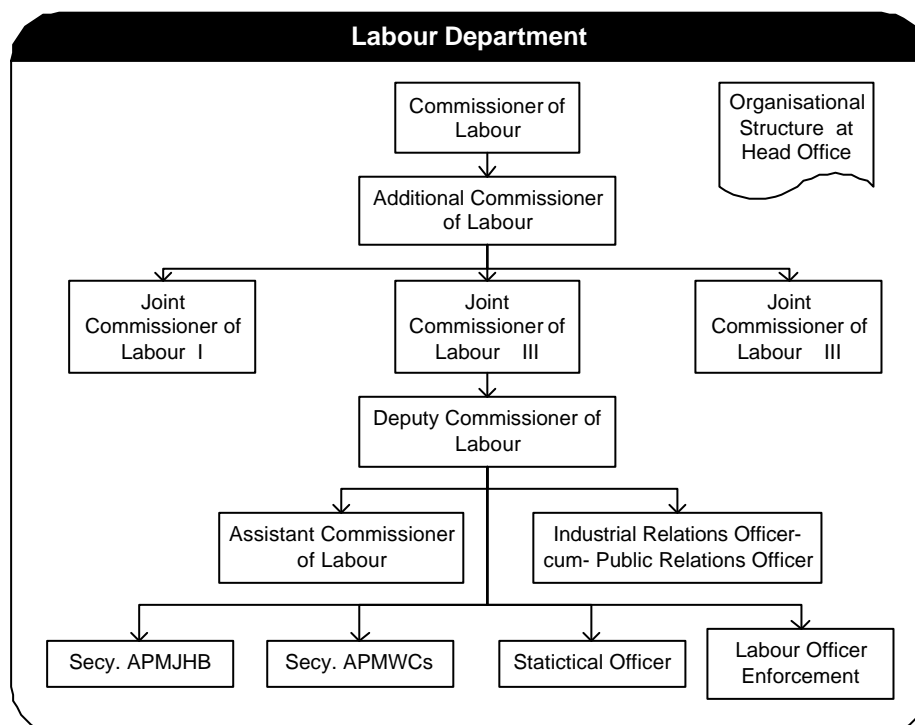 Labour Department
Commissioner of
Labour
Organisational
Structure at
Head Office
Additional Commissioner
of Labour
Joint
Commissioner of
Labour I
Joint
Commissioner of
Labour III
Joint
Commissioner of
Labour III
Deputy Commissioner of
Labour
Assistant Commissioner
of Labour
Industrial Relations Officer-
cum- Public Relations Officer
Secy. APMJHB
Secy. APMWCs
Statictical Officer
Labour Officer
Enforcement